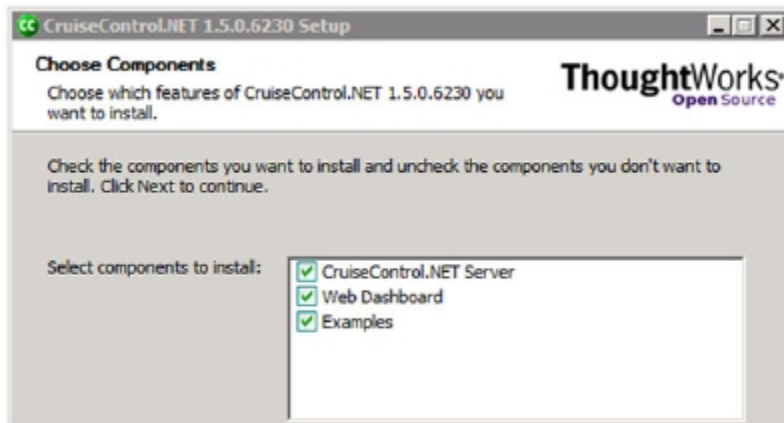 CruiseControl.NET 1.5.0.6230 Setup
Choose Components
Choose which features of CruiseControl.NET 1.5.0.6230 you
want to install.
ThoughtWorks
Open Source
Check the components you want to install and uncheck the components you don't want to
install. Click Next to continue.
Select components to install:
CruiseControl.NET Server
Web Dashboard
Examples